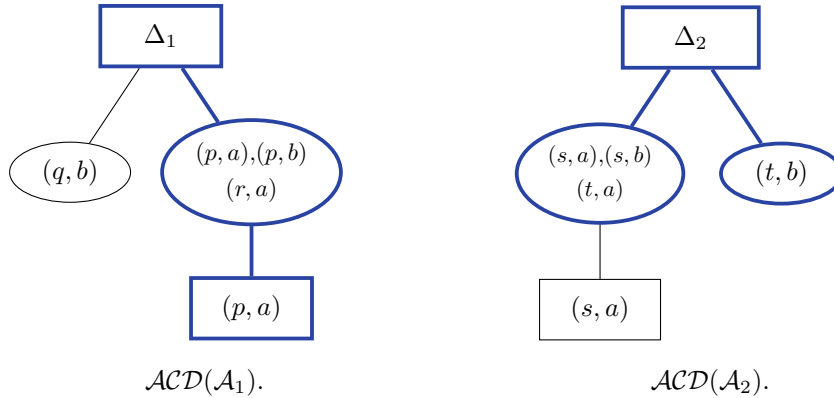 Δ₁
Δ₂
(q, b)
(p, a),(p, b)
(r, a)
(s, a),(s, b)
(t, a)
(t, b)
(p, a)
(s, a)
𝒜𝒞𝒟(𝒜₁).
𝒜𝒞𝒟(𝒜₂).